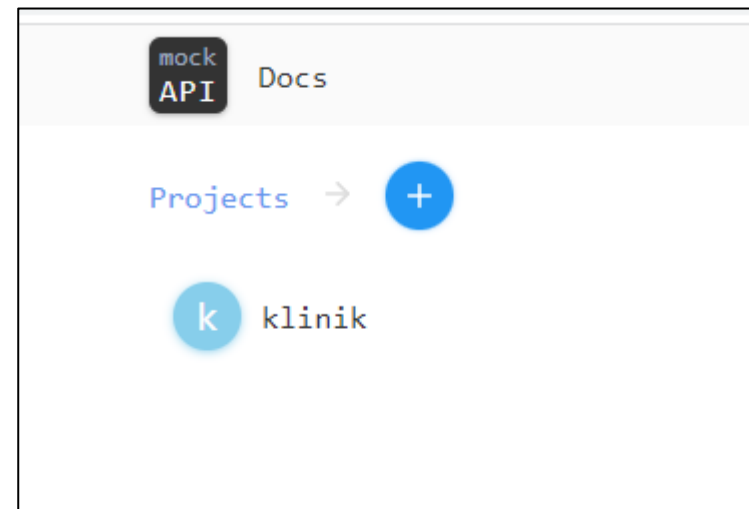 mock
API
Docs
Projects → +
k
klinik